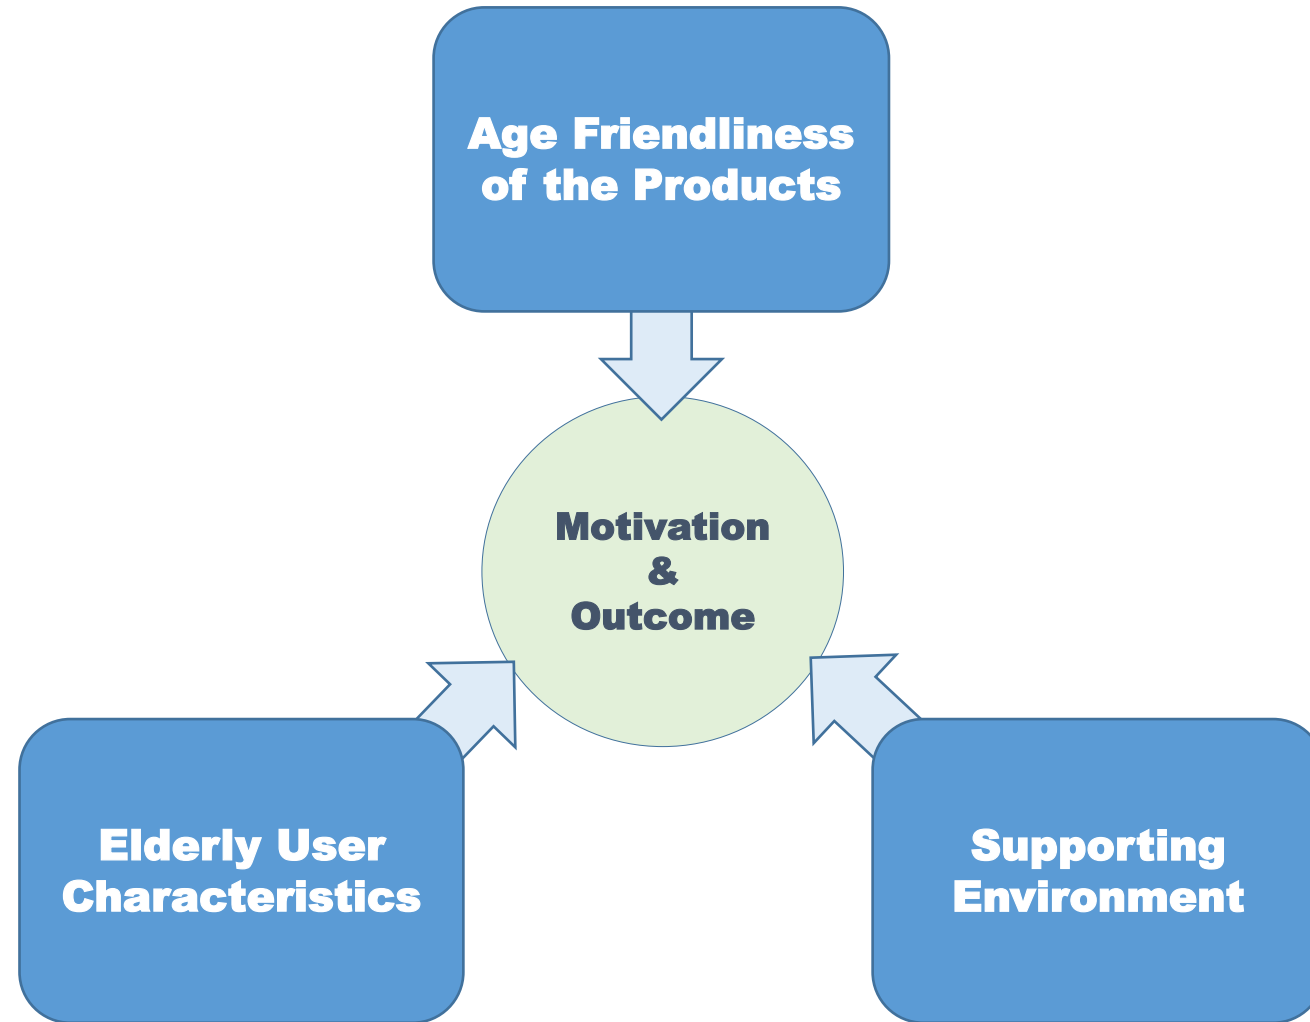 Age Friendliness
of the Products
Motivation
&
Outcome
Elderly User
Characteristics
Supporting
Environment